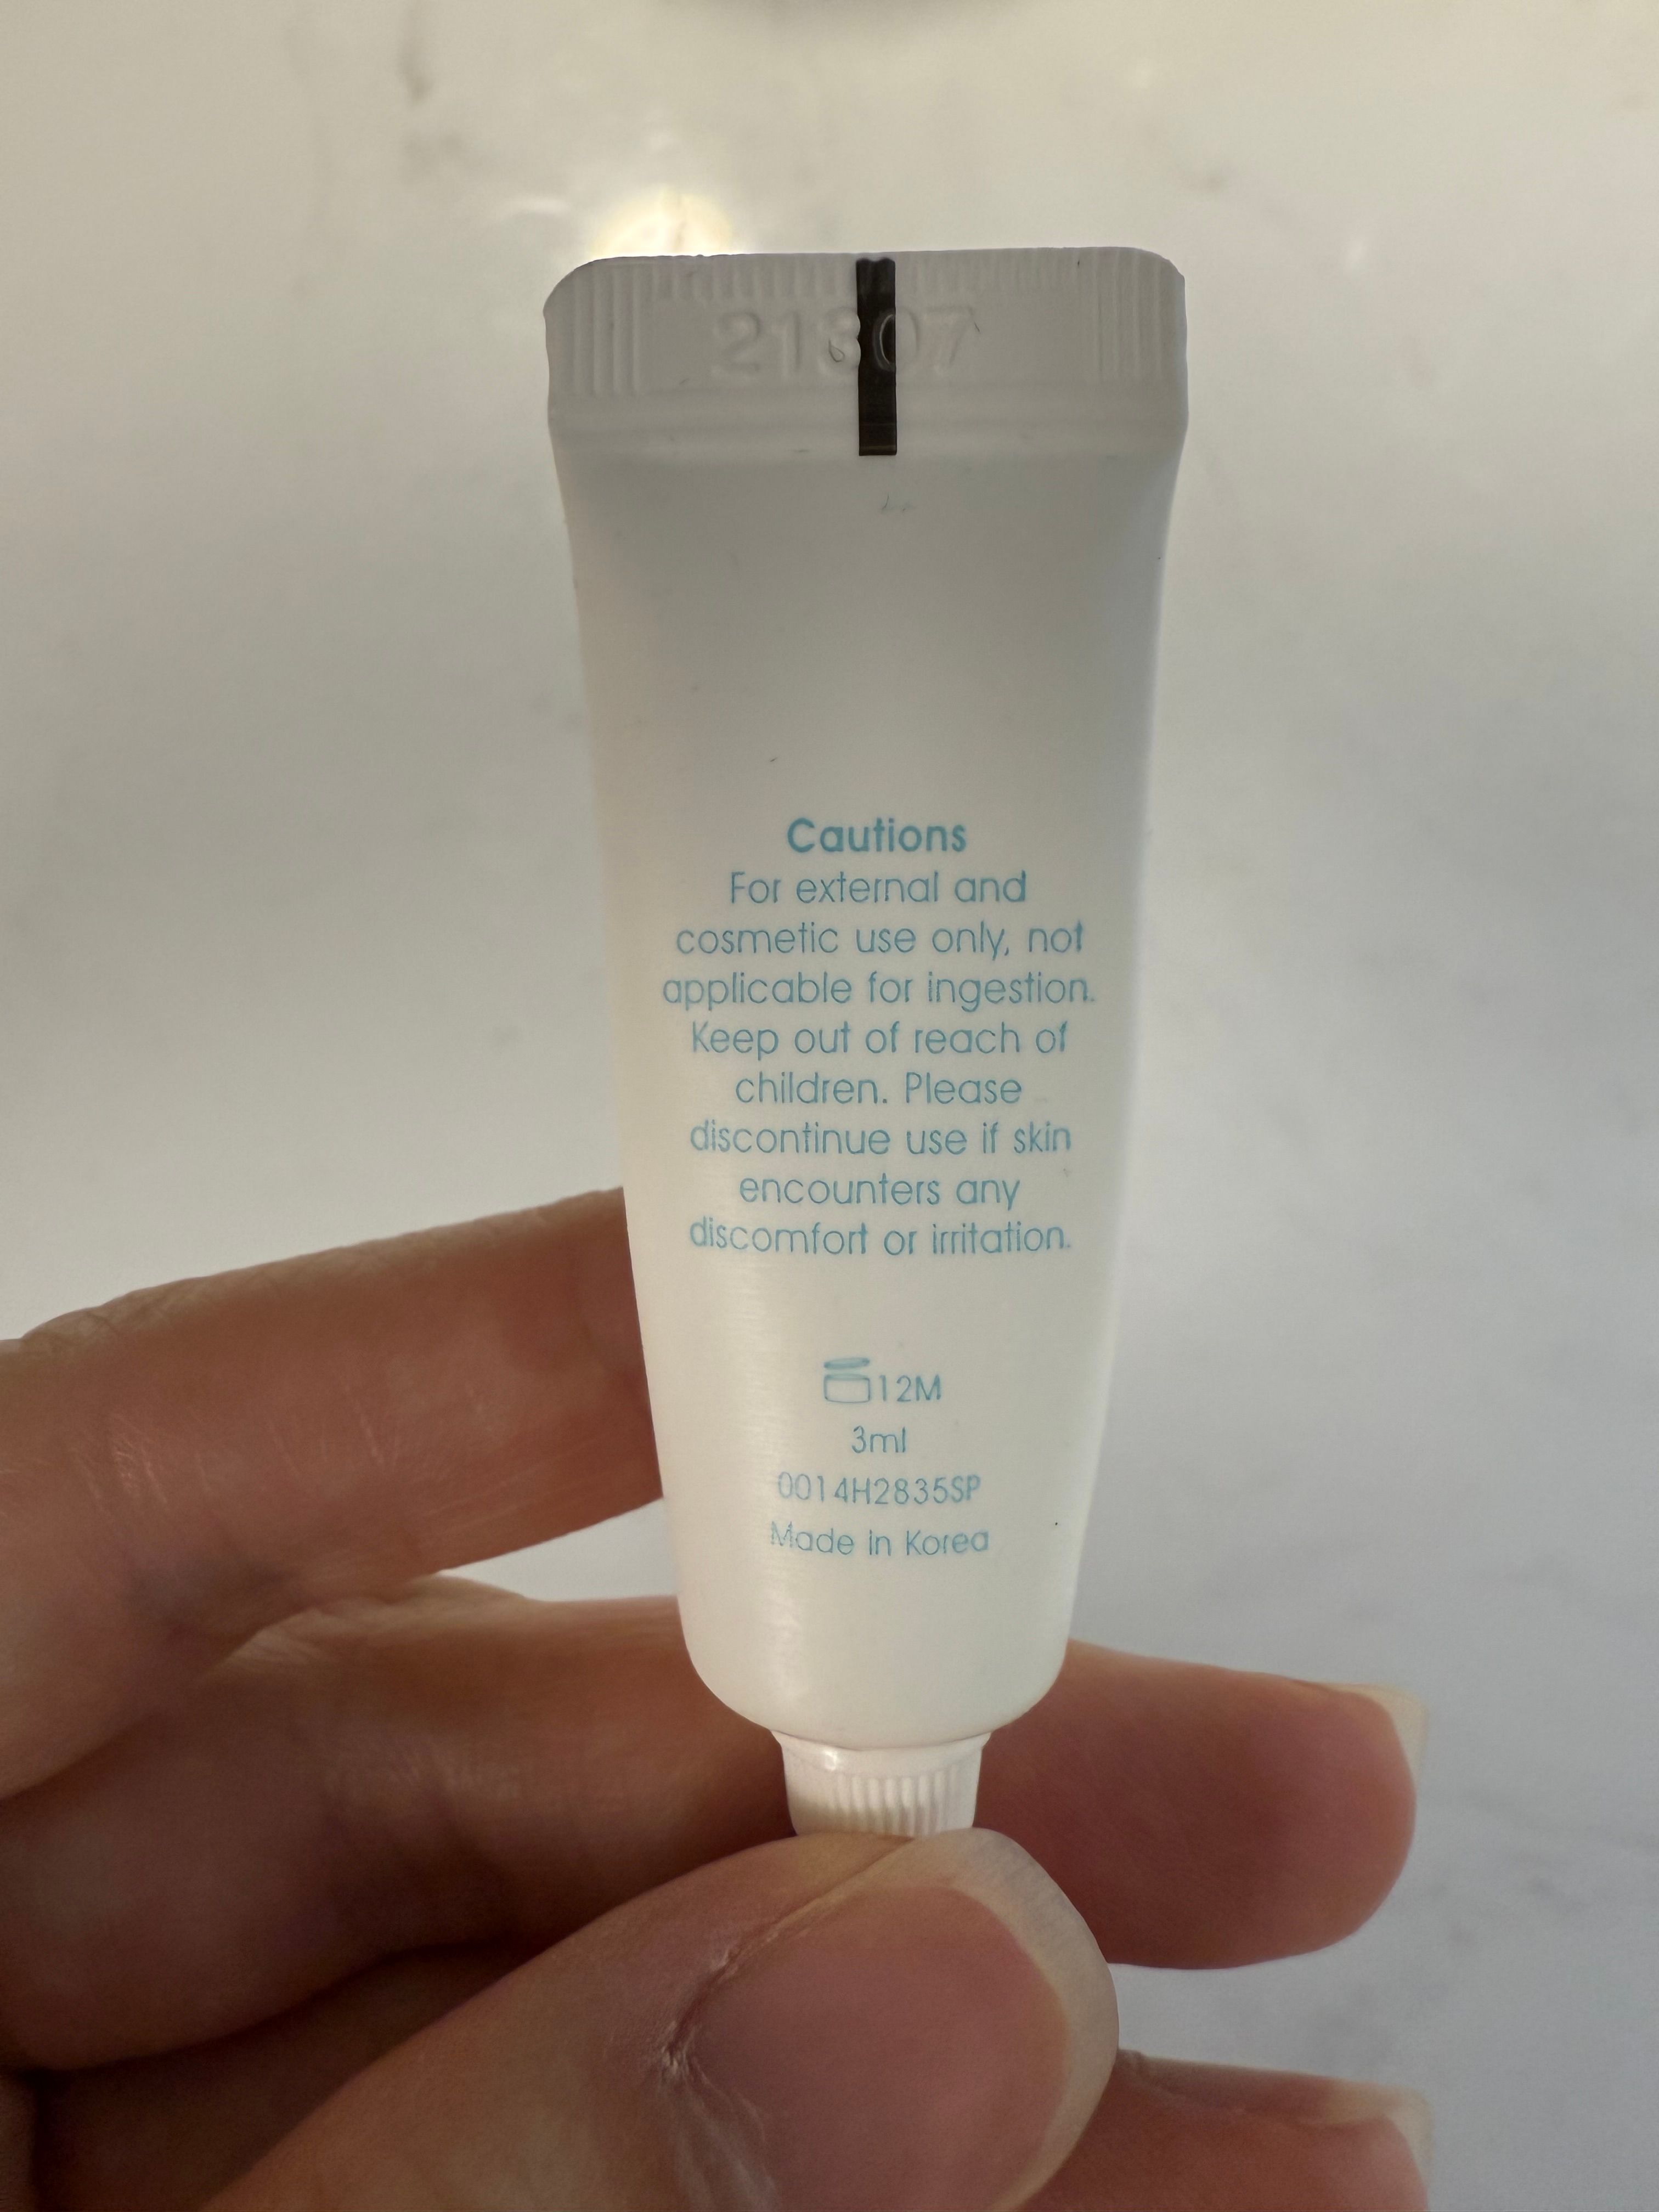 21307
Cautions
For external and
cosmetic use only, not
applicable for ingestion.
Keep out of reach of
children. Please
discontinue use if skin
encounters any
discomfort or irritation.
12M
3ml
0014H2835SP
Made in Korea